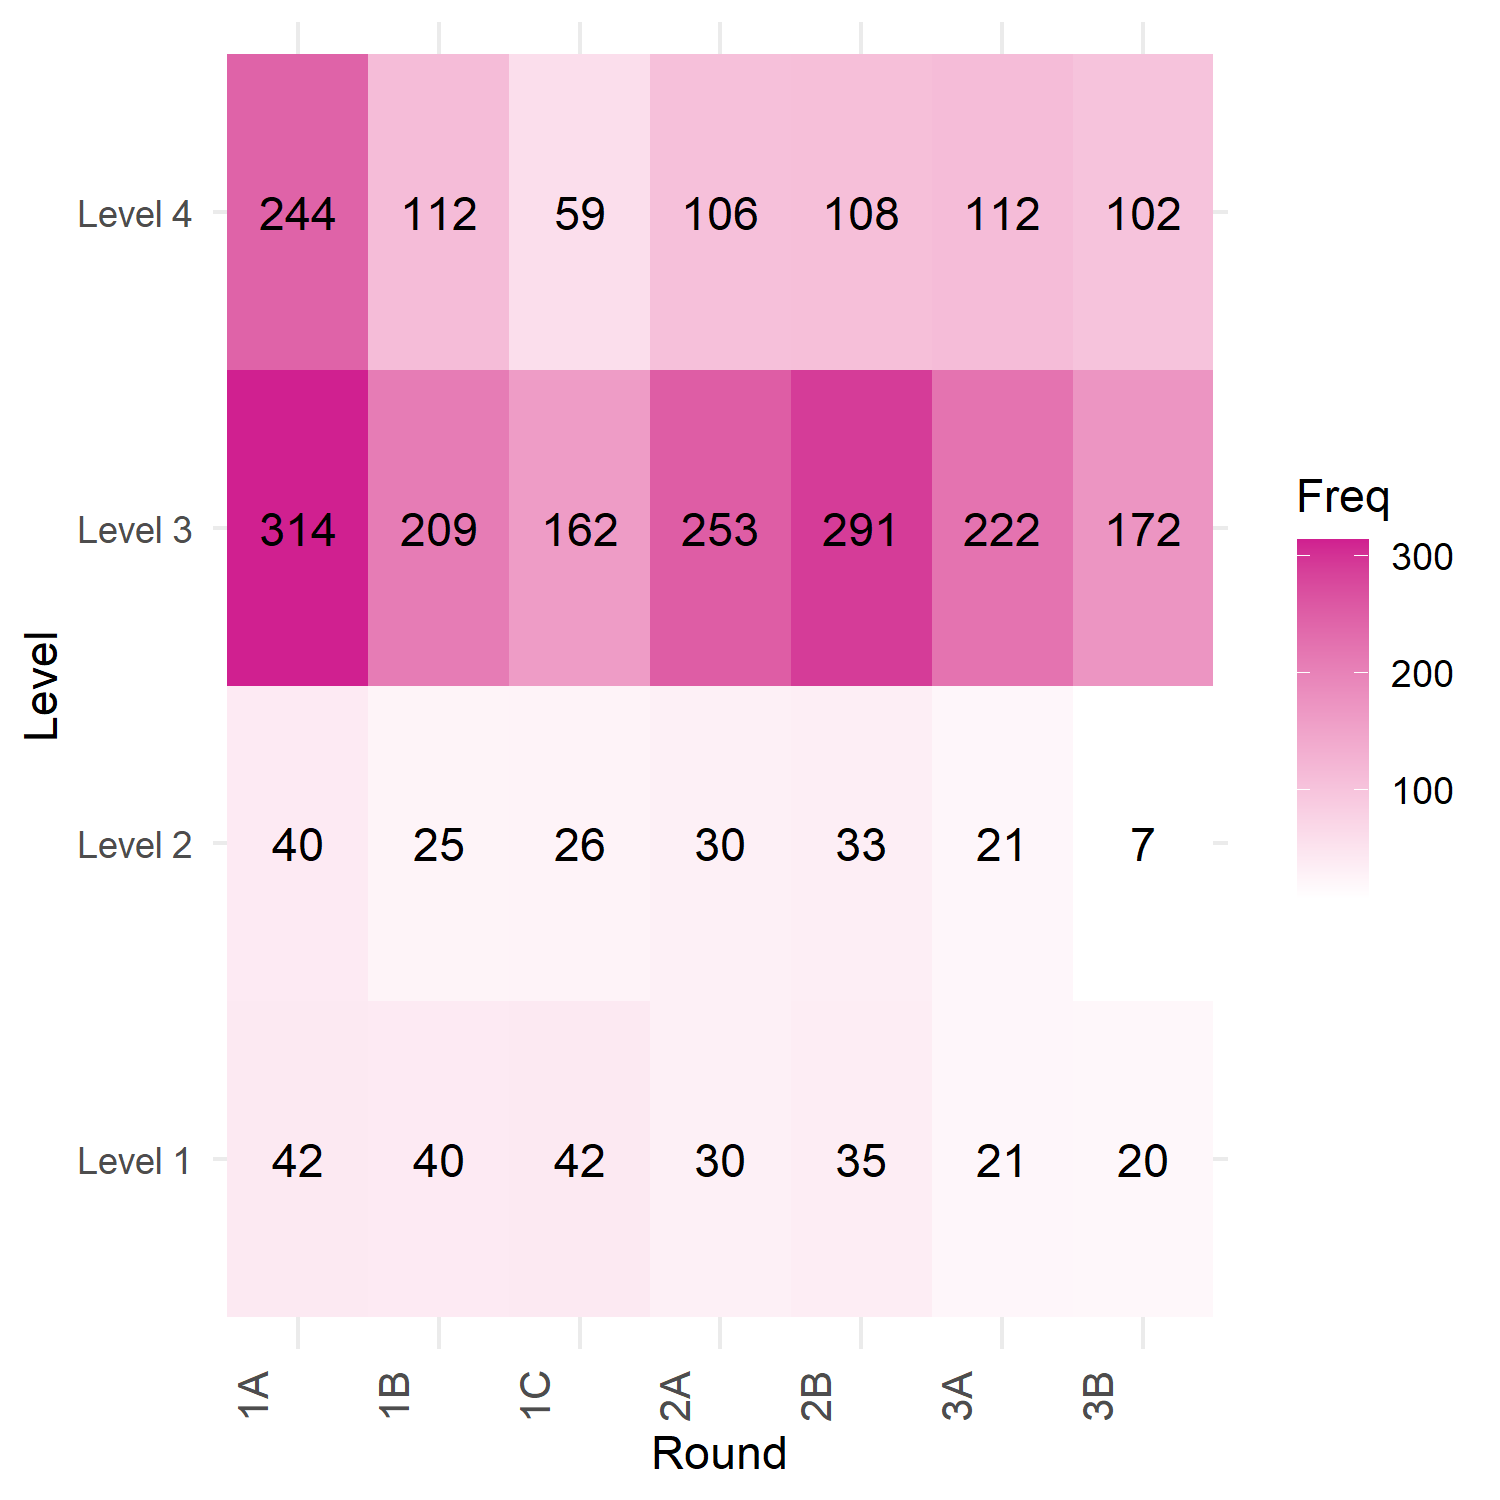 Level 4 244 112 59 106 108 112 102
Level 3 314 209 162 253 291 222 172
Level 2 40 25 26 30 33 21 7
Level 1 42 40 42 30 35 21 20
1A 1B 1C 2A 2B 3A 3B
Round
Level
Freq
300
200
100